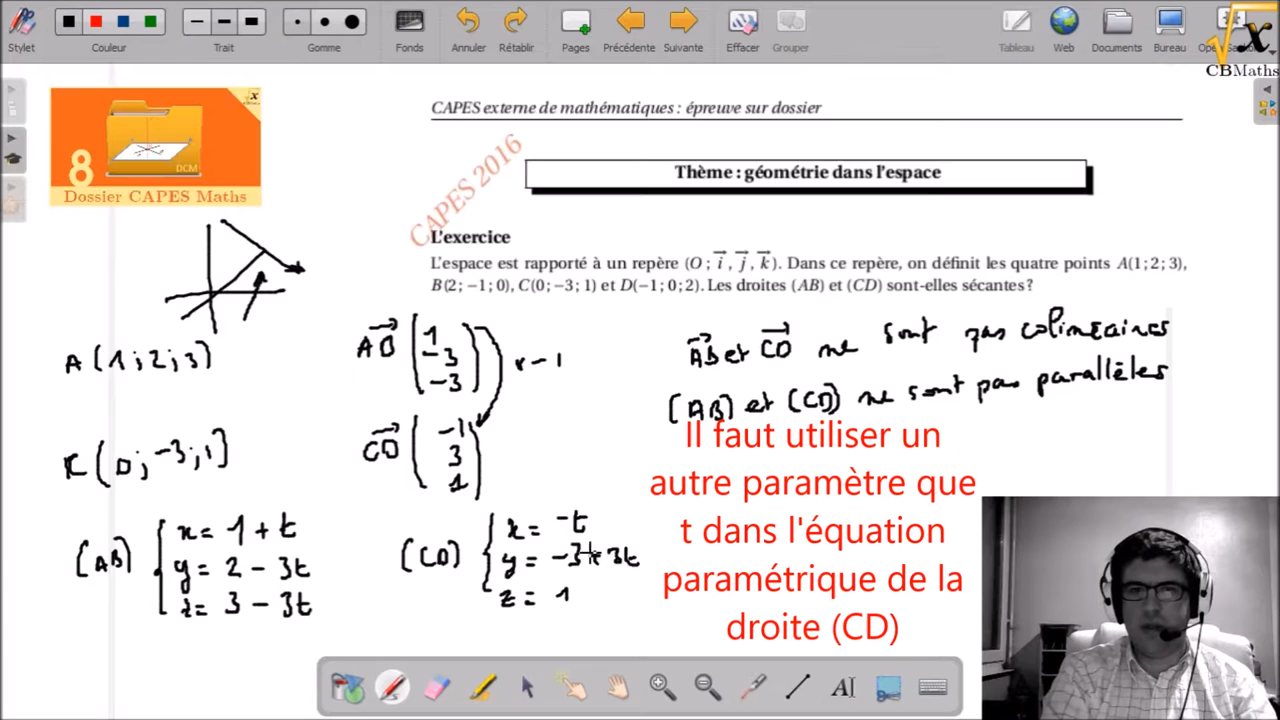 Stylet Couleur Trait Gomme Fonds Annuler Rétablir Pages Précédente Suivante Effacer Grouper Tableau Web Documents Bureau
√x
CBMaths
8
DCM
Dossier CAPES Maths
CAPES externe de mathématiques : épreuve sur dossier
CAPES 2016
Thème : géométrie dans l'espace
L'exercice
L'espace est rapporté à un repère (O ; i⃗, j⃗, k⃗). Dans ce repère, on définit les quatre points A(1; 2; 3),
B(2; −1; 0), C(0; −3; 1) et D(−1; 0; 2). Les droites (AB) et (CD) sont-elles sécantes ?
A(1;2;3)
AB⃗ (1 −3 −3)
×−1
C(0;−3;1)
CD⃗ (−1 3 1)
AB⃗ et CD⃗ ne sont pas colinéaires
(AB) et (CD) ne sont pas parallèles
(AB) { x = 1 + t
y = 2 − 3t
z = 3 − 3t
(CD) { x = −t
y = −3 + 3t
z = 1
Il faut utiliser un
autre paramètre que
t dans l'équation
paramétrique de la
droite (CD)